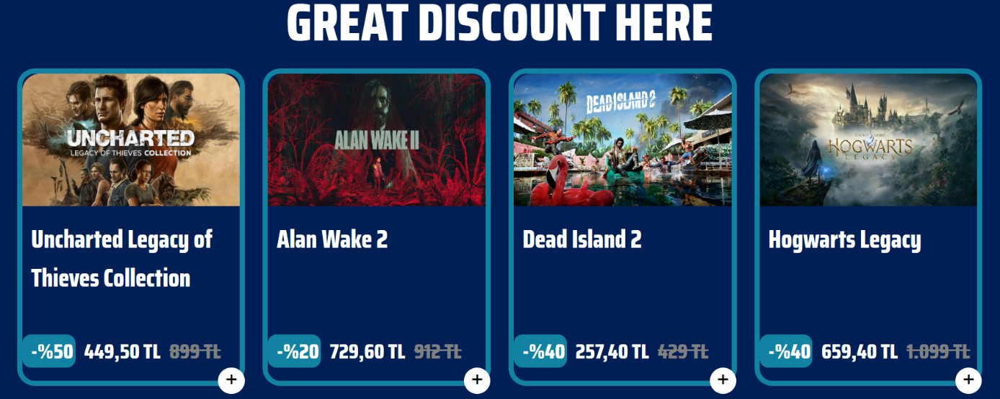 GREAT DISCOUNT HERE
UNCHARTED
LEGACY OF THIEVES COLLECTION
Uncharted Legacy of
Thieves Collection
-%50 449,50 TL 899 TL
+
ALAN WAKE II
Alan Wake 2
-%20 729,60 TL 912 TL
+
DEAD ISLAND 2
Dead Island 2
-%40 257,40 TL 429 TL
+
HOGWARTS
LEGACY
Hogwarts Legacy
-%40 659,40 TL 1.099 TL
+